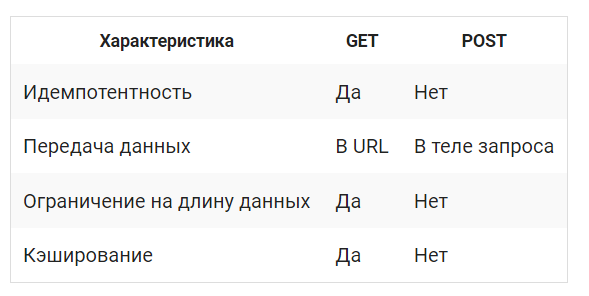 Характеристика GET POST
Идемпотентность Да Нет
Передача данных В URL В теле запроса
Ограничение на длину данных Да Нет
Кэширование Да Нет